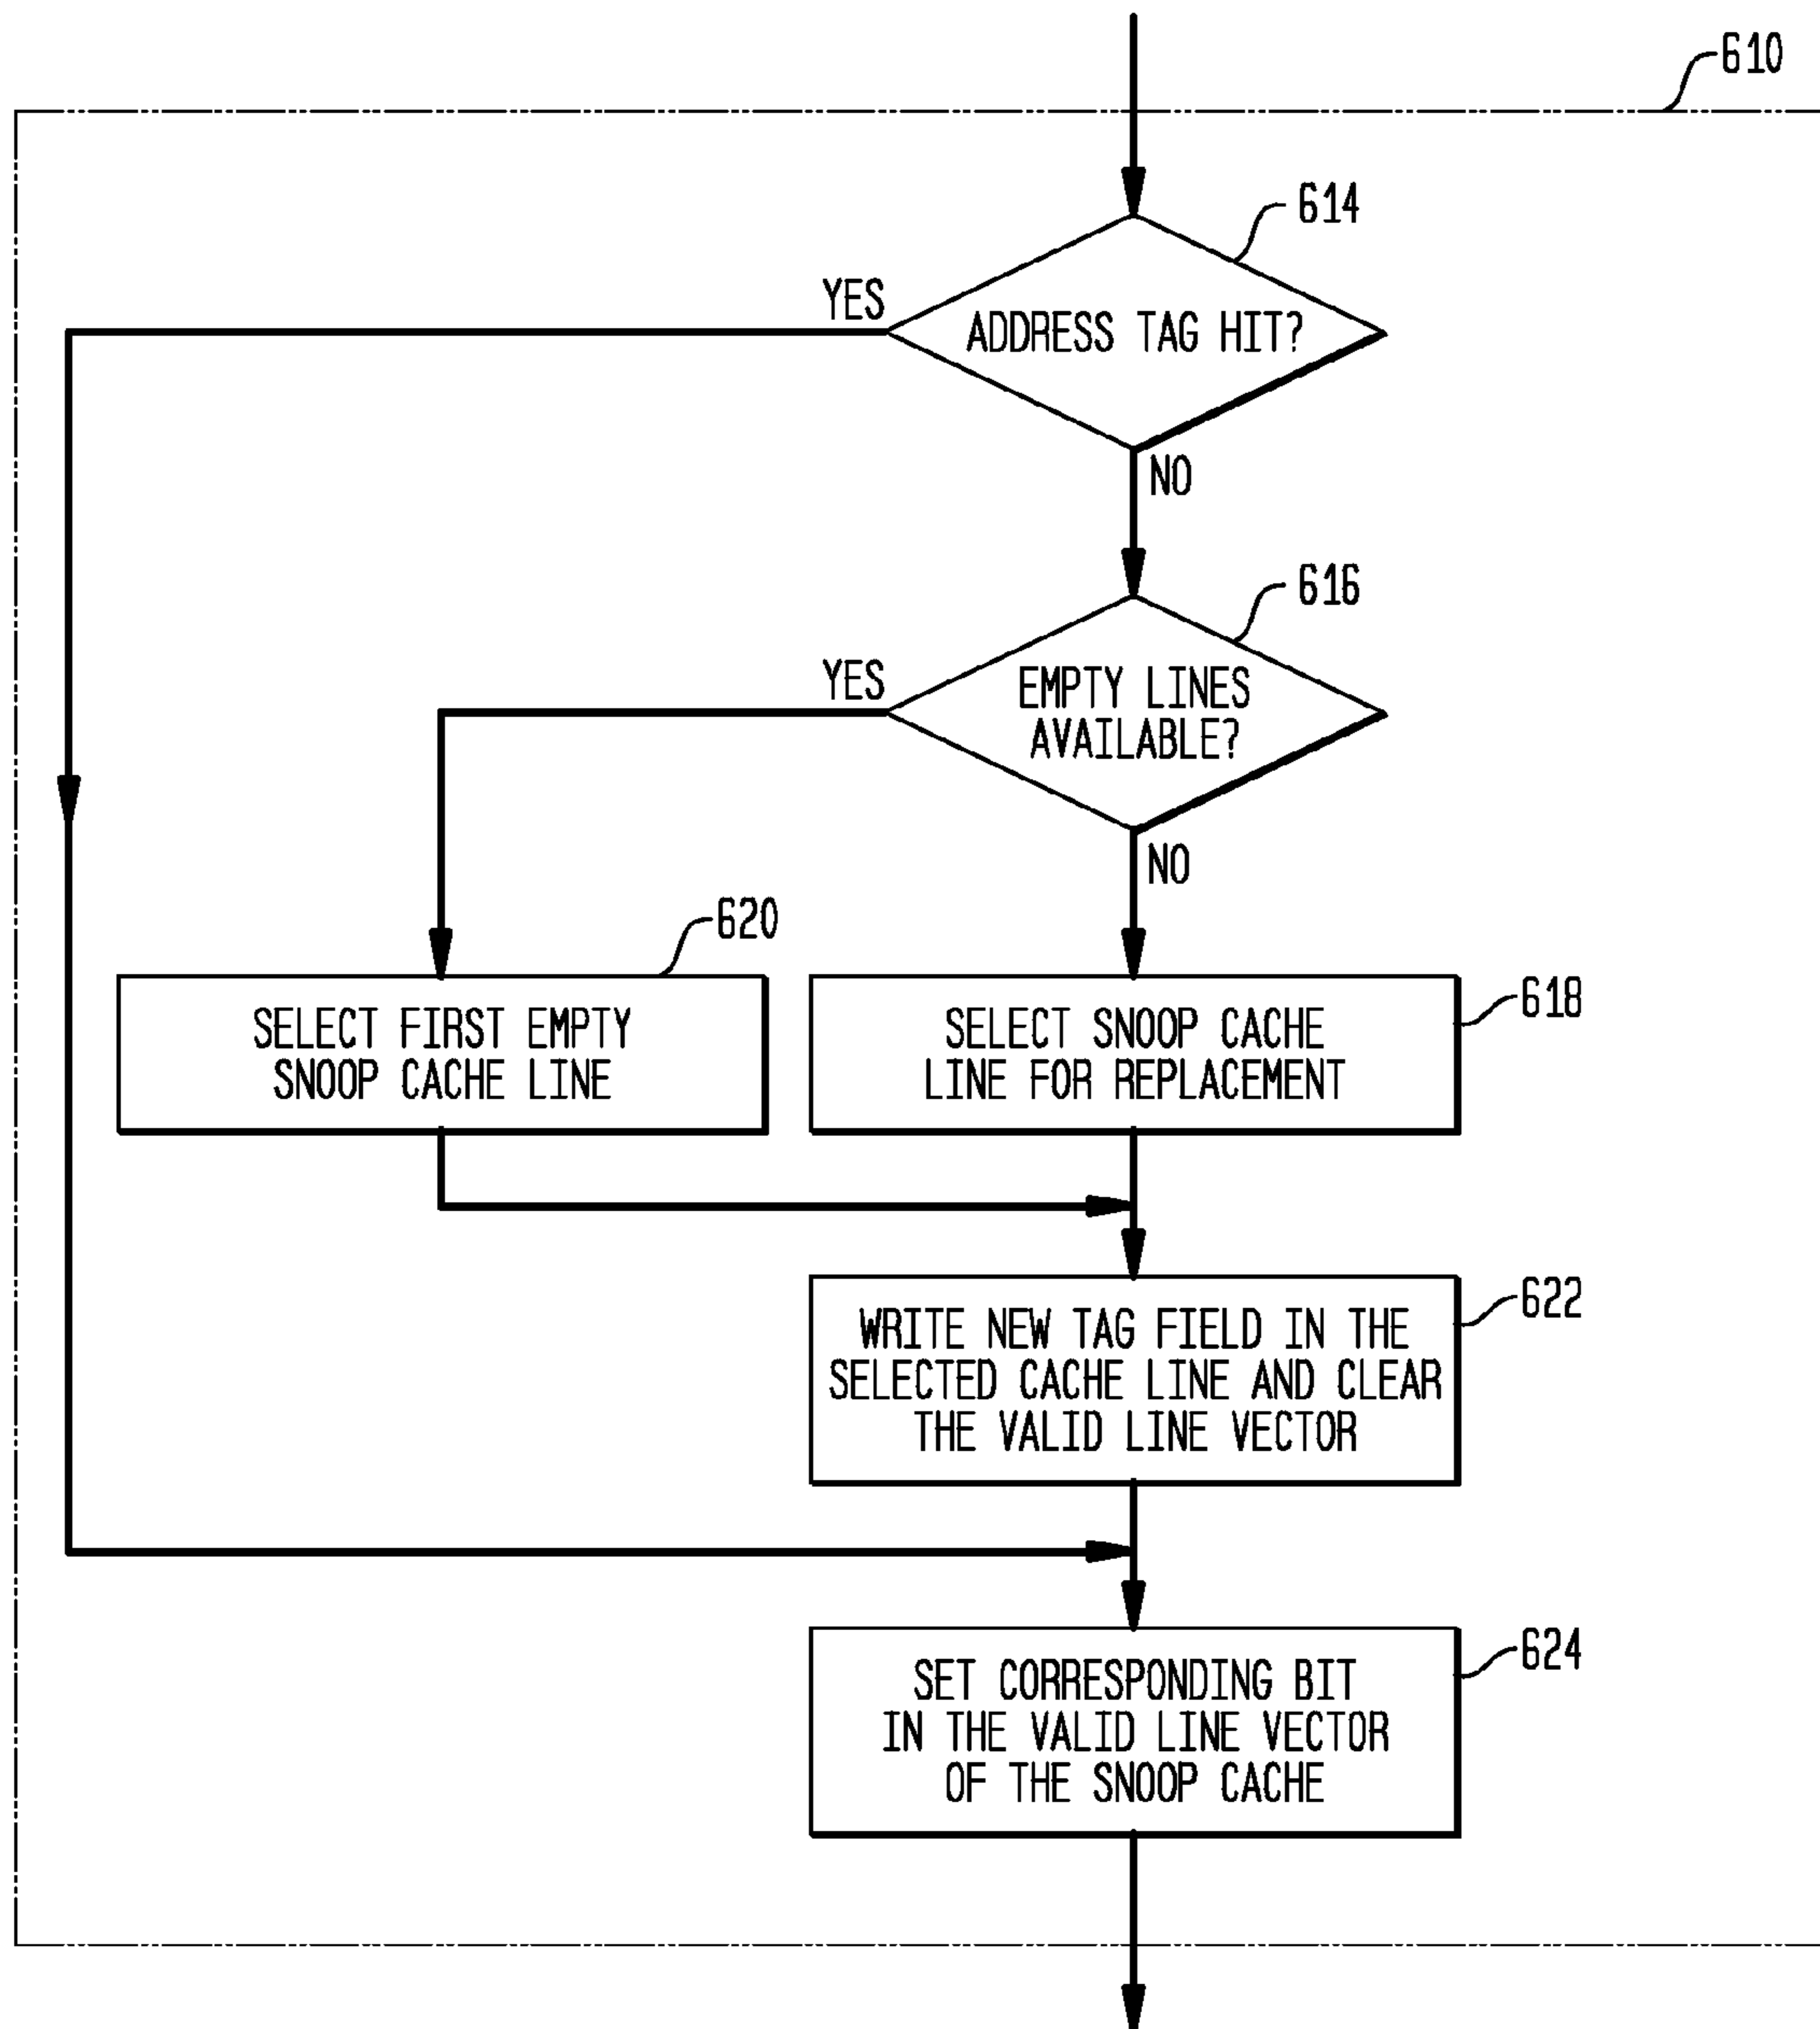 610
614
YES
ADDRESS TAG HIT?
NO
616
YES
EMPTY LINES
AVAILABLE?
NO
620
618
SELECT FIRST EMPTY
SNOOP CACHE LINE
SELECT SNOOP CACHE
LINE FOR REPLACEMENT
622
WRITE NEW TAG FIELD IN THE
SELECTED CACHE LINE AND CLEAR
THE VALID LINE VECTOR
624
SET CORRESPONDING BIT
IN THE VALID LINE VECTOR
OF THE SNOOP CACHE